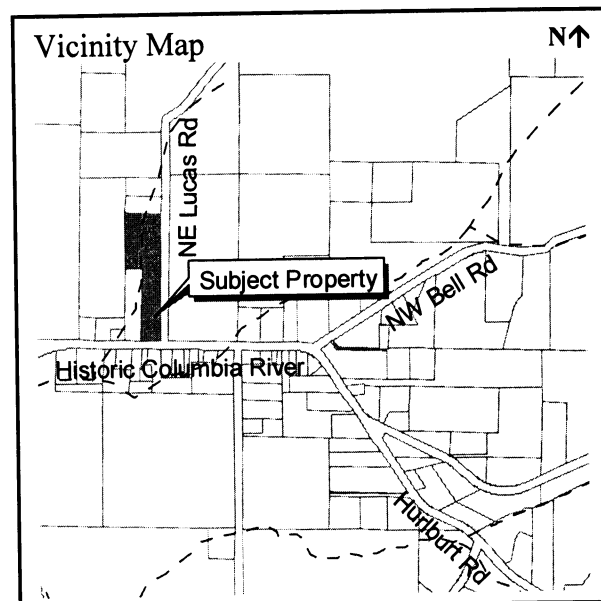 Vicinity Map
N↑
NE Lucas Rd
Subject Property
NW Bell Rd
Historic Columbia River
Hurlburt Rd